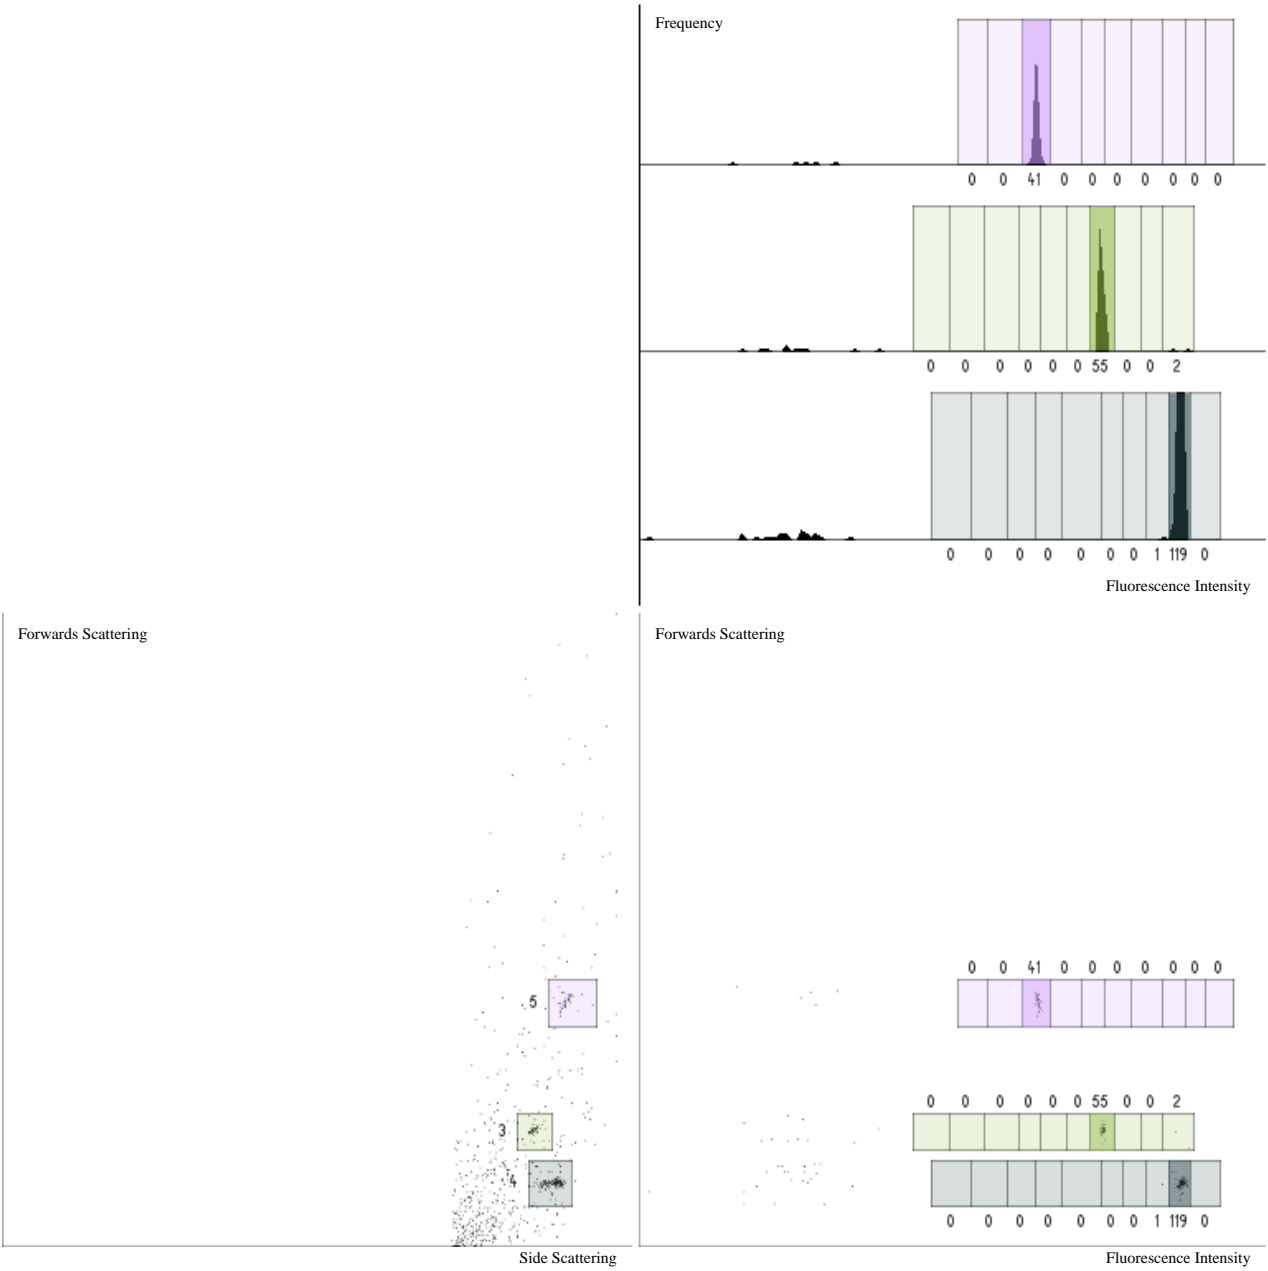 Frequency
0 0 41 0 0 0 0 0 0 0
0 0 0 0 0 0 55 0 0 2
0 0 0 0 0 0 0 1 119 0
Fluorescence Intensity
Forwards Scattering
5
3
4
Side Scattering
Forwards Scattering
0 0 41 0 0 0 0 0 0 0
0 0 0 0 0 0 55 0 0 2
0 0 0 0 0 0 0 1 119 0
Fluorescence Intensity